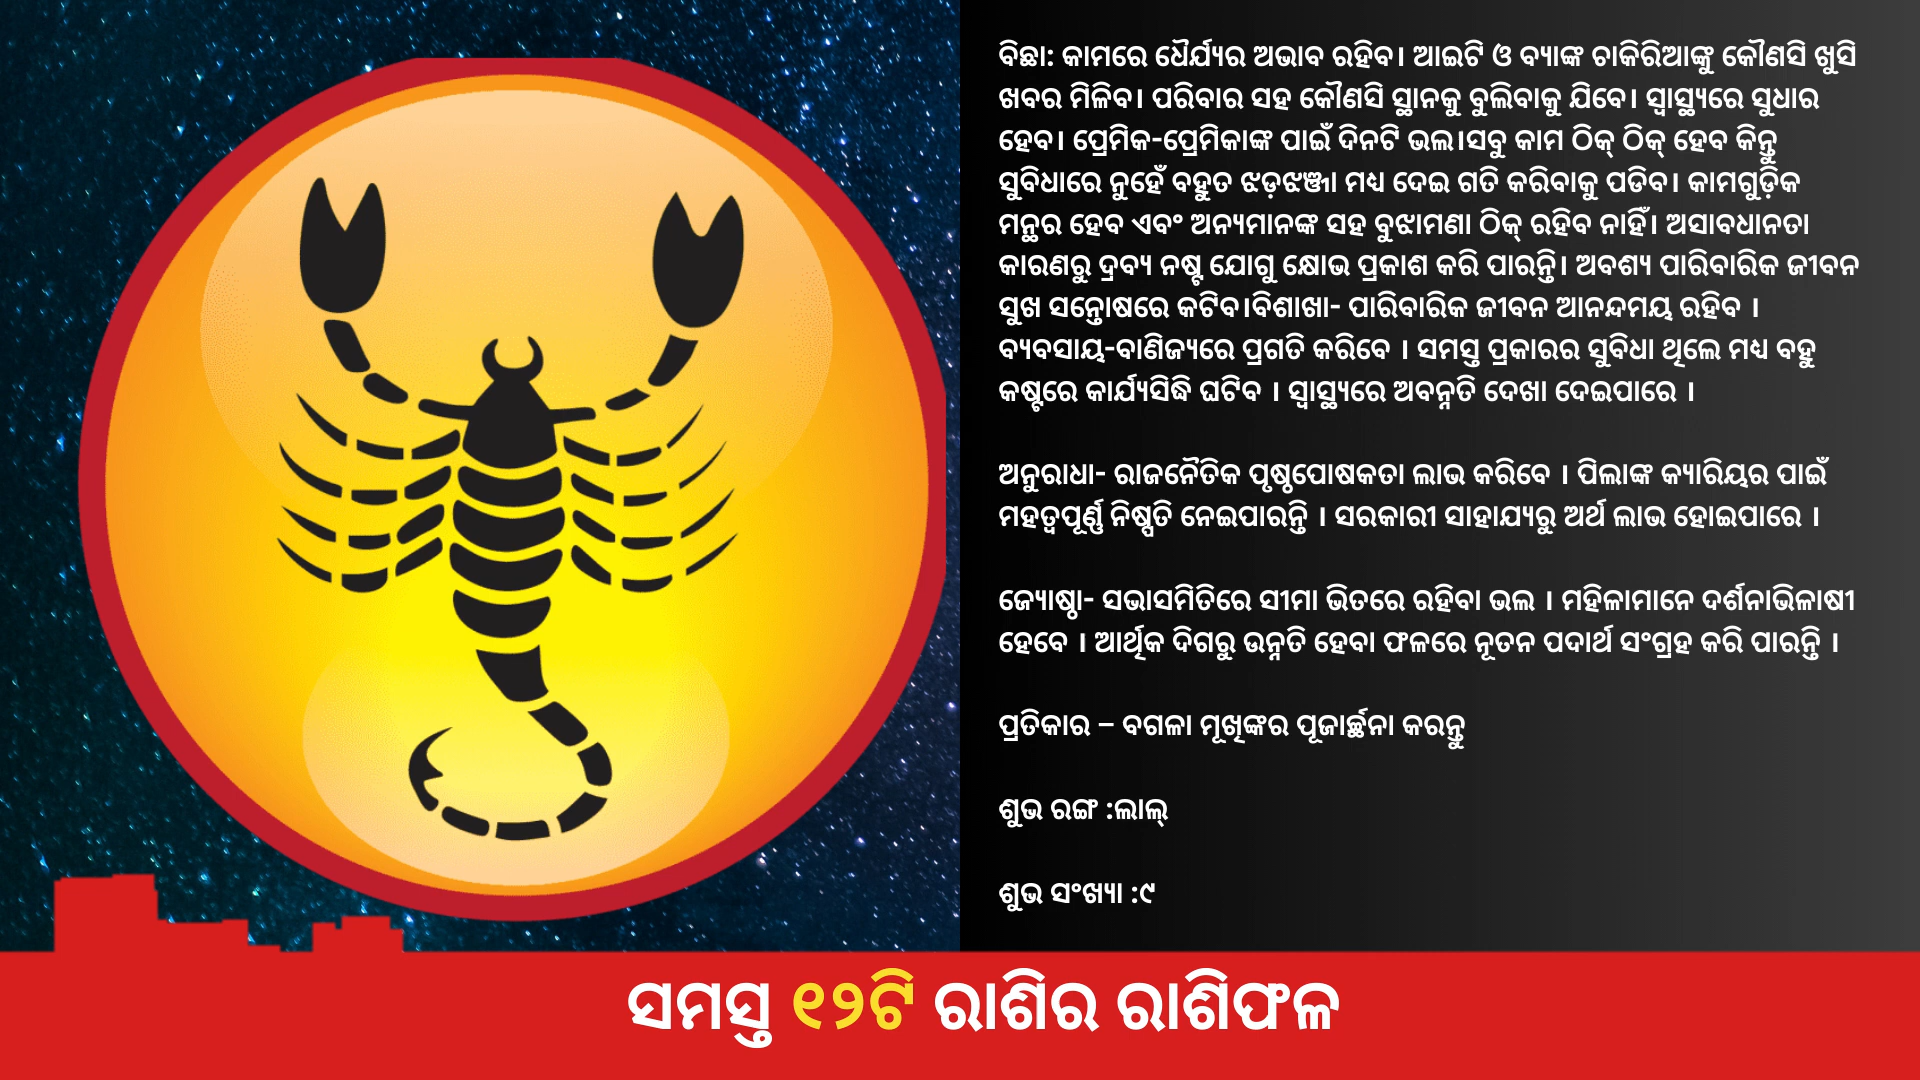 ବିଛା: କାମରେ ଧୈର୍ଯ୍ୟର ଅଭାବ ରହିବ। ଆଇଟି ଓ ବ୍ୟାଙ୍କ ଚାକିରିଆଙ୍କୁ କୌଣସି ଖୁସି
ଖବର ମିଳିବ। ପରିବାର ସହ କୌଣସି ସ୍ଥାନକୁ ବୁଲିବାକୁ ଯିବେ। ସ୍ୱାସ୍ଥ୍ୟରେ ସୁଧାର
ହେବ। ପ୍ରେମିକ-ପ୍ରେମିକାଙ୍କ ପାଇଁ ଦିନଟି ଭଲ।ସବୁ କାମ ଠିକ୍ ଠିକ୍ ହେବ କିନ୍ତୁ
ସୁବିଧାରେ ନୁହେଁ ବହୁତ ଝଡ଼ଝଞ୍ଜା ମଧ୍ୟ ଦେଇ ଗତି କରିବାକୁ ପଡିବ। କାମଗୁଡ଼ିକ
ମନ୍ଥର ହେବ ଏବଂ ଅନ୍ୟମାନଙ୍କ ସହ ବୁଝାମଣା ଠିକ୍ ରହିବ ନାହିଁ। ଅସାବଧାନତା
କାରଣରୁ ଦ୍ରବ୍ୟ ନଷ୍ଟ ଯୋଗୁ କ୍ଷୋଭ ପ୍ରକାଶ କରି ପାରନ୍ତି। ଅବଶ୍ୟ ପାରିବାରିକ ଜୀବନ
ସୁଖ ସନ୍ତୋଷରେ କଟିବ।ବିଶାଖା- ପାରିବାରିକ ଜୀବନ ଆନନ୍ଦମୟ ରହିବ ।
ବ୍ୟବସାୟ-ବାଣିଜ୍ୟରେ ପ୍ରଗତି କରିବେ । ସମସ୍ତ ପ୍ରକାରର ସୁବିଧା ଥିଲେ ମଧ୍ୟ ବହୁ
କଷ୍ଟରେ କାର୍ଯ୍ୟସିଦ୍ଧି ଘଟିବ । ସ୍ୱାସ୍ଥ୍ୟରେ ଅବନ୍ନତି ଦେଖା ଦେଇପାରେ ।
ଅନୁରାଧା- ରାଜନୈତିକ ପୃଷ୍ଠପୋଷକତା ଲାଭ କରିବେ । ପିଲାଙ୍କ କ୍ୟାରିୟର ପାଇଁ
ମହତ୍ୱପୂର୍ଣ୍ଣ ନିଷ୍ପତି ନେଇପାରନ୍ତି । ସରକାରୀ ସାହାଯ୍ୟରୁ ଅର୍ଥ ଲାଭ ହୋଇପାରେ ।
ଜ୍ୟୋଷ୍ଠା- ସଭାସମିତିରେ ସୀମା ଭିତରେ ରହିବା ଭଲ । ମହିଳାମାନେ ଦର୍ଶନାଭିଳାଷୀ
ହେବେ । ଆର୍ଥିକ ଦିଗରୁ ଉନ୍ନତି ହେବା ଫଳରେ ନୂତନ ପଦାର୍ଥ ସଂଗ୍ରହ କରି ପାରନ୍ତି ।
ପ୍ରତିକାର – ବଗଳା ମୂଖିଙ୍କର ପୂଜାର୍ଚ୍ଛନା କରନ୍ତୁ
ଶୁଭ ରଙ୍ଗ :ଲାଲ୍
ଶୁଭ ସଂଖ୍ୟା :୯
ସମସ୍ତ ୧୨ଟି ରାଶିର ରାଶିଫଳ